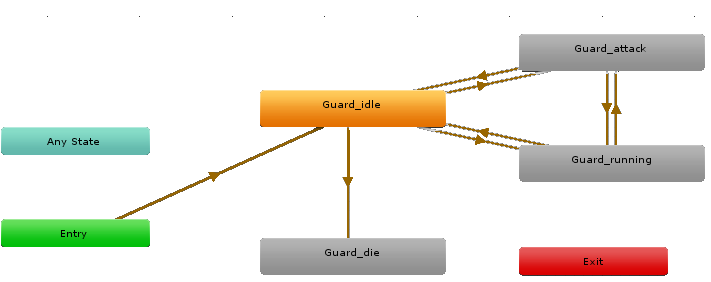 Guard_attack
Guard_idle
Any State
Guard_running
Entry
Guard_die
Exit